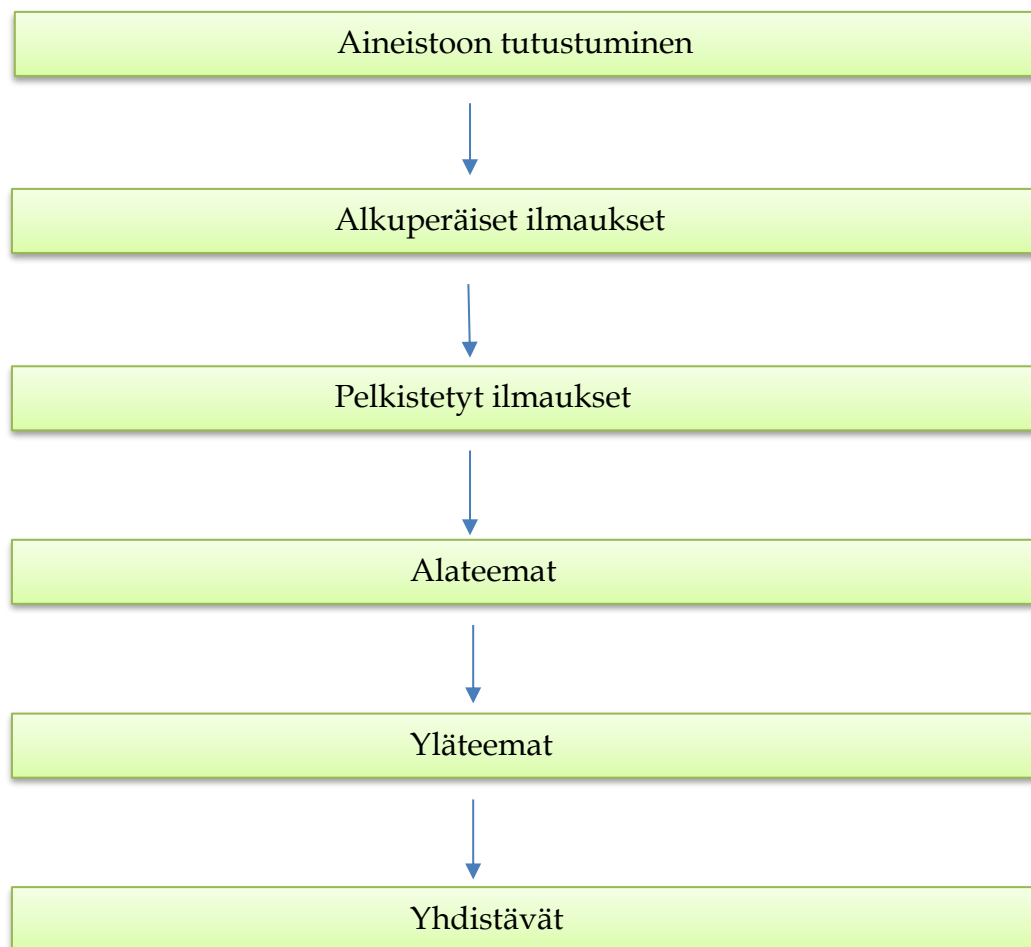 Aineistoon tutustuminen
Alkuperäiset ilmaukset
Pelkistetyt ilmaukset
Alateemat
Yläteemat
Yhdistävät